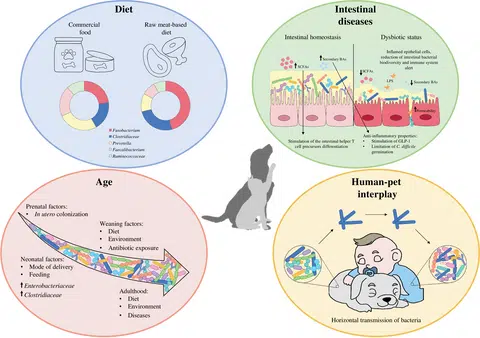 Diet
Commercial
food
Raw meat-based
diet
Fusobacterium
Clostridiaceae
Prevotella
Faecalibacterium
Ruminococcaceae
Intestinal
diseases
Intestinal homeostasis
Dysbiotic status
SCFAs
Secondary BAs
Inflamed epithelial cells,
reduction of intestinal bacterial
biodiversity and immune system
alert
SCFAs
LPS
Secondary BAs
Permeability
Stimulation of the intestinal helper T
cell precursors differentiation
Anti-inflammatory properties:
• Stimulation of GLP-1
• Limitation of C. difficile
germination
Age
Prenatal factors:
• In utero colonization
Neonatal factors:
• Mode of delivery
• Feeding
Enterobacteriaceae
Clostridiaceae
Weaning factors:
• Diet
• Environment
• Antibiotic exposure
Adulthood:
• Diet
• Environment
• Diseases
Human-pet
interplay
Horizontal transmission of bacteria